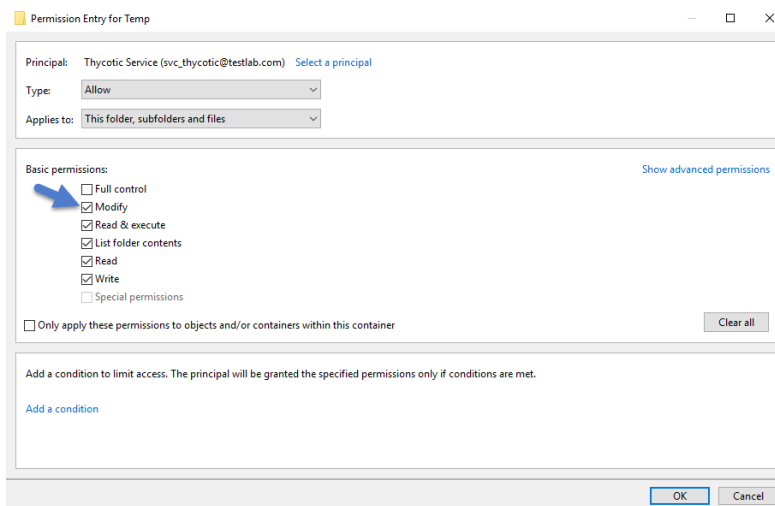 Permission Entry for Temp
Principal: Thycotic Service (svc_thycotic@testlab.com) Select a principal
Type: Allow
Applies to: This folder, subfolders and files
Basic permissions: Show advanced permissions
Full control
Modify
Read & execute
List folder contents
Read
Write
Special permissions
Only apply these permissions to objects and/or containers within this container Clear all
Add a condition to limit access. The principal will be granted the specified permissions only if conditions are met.
Add a condition
OK Cancel